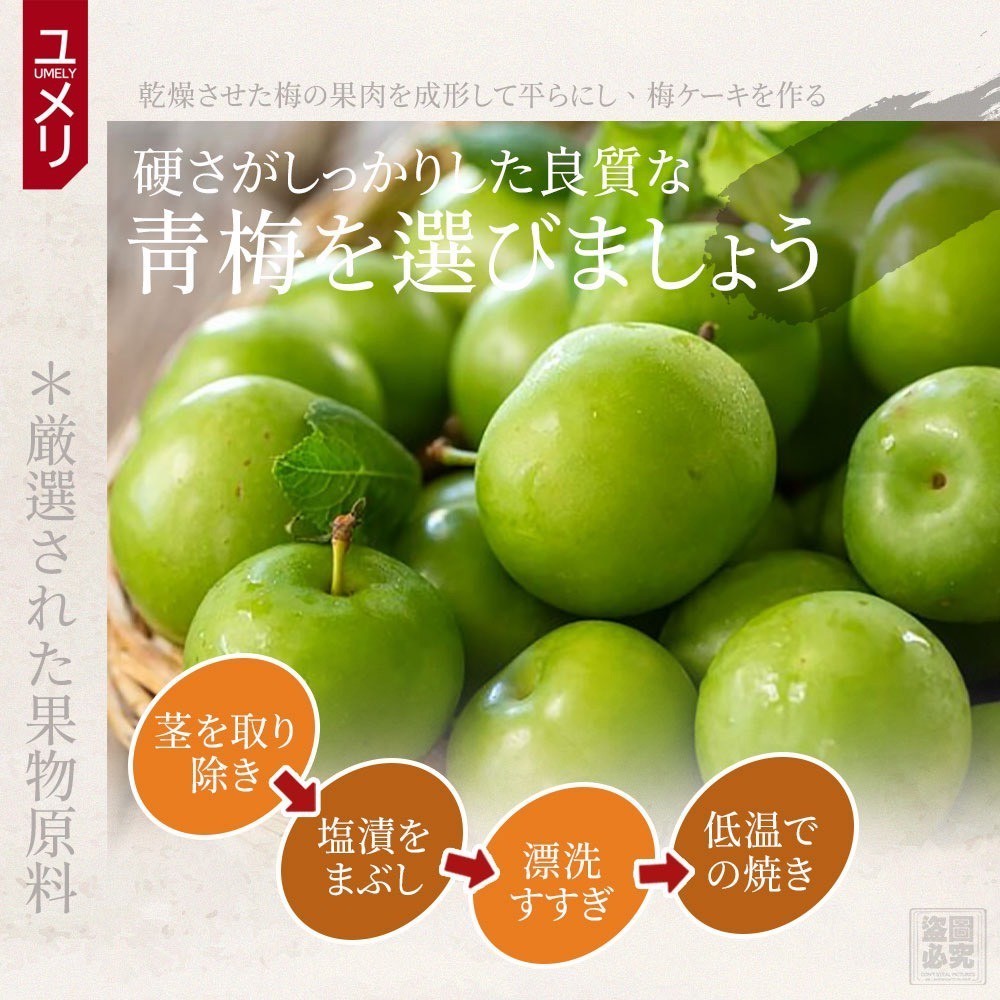 ユ
UMELY
メリ
乾燥させた梅の果肉を成形して平らにし、梅ケーキを作る
硬さがしっかりした良質な
青梅を選びましょう
＊厳選された果物原料
茎を取り
除き
塩漬を
まぶし
漂洗
すすぎ
低温で
の焼き
盜圖
必究